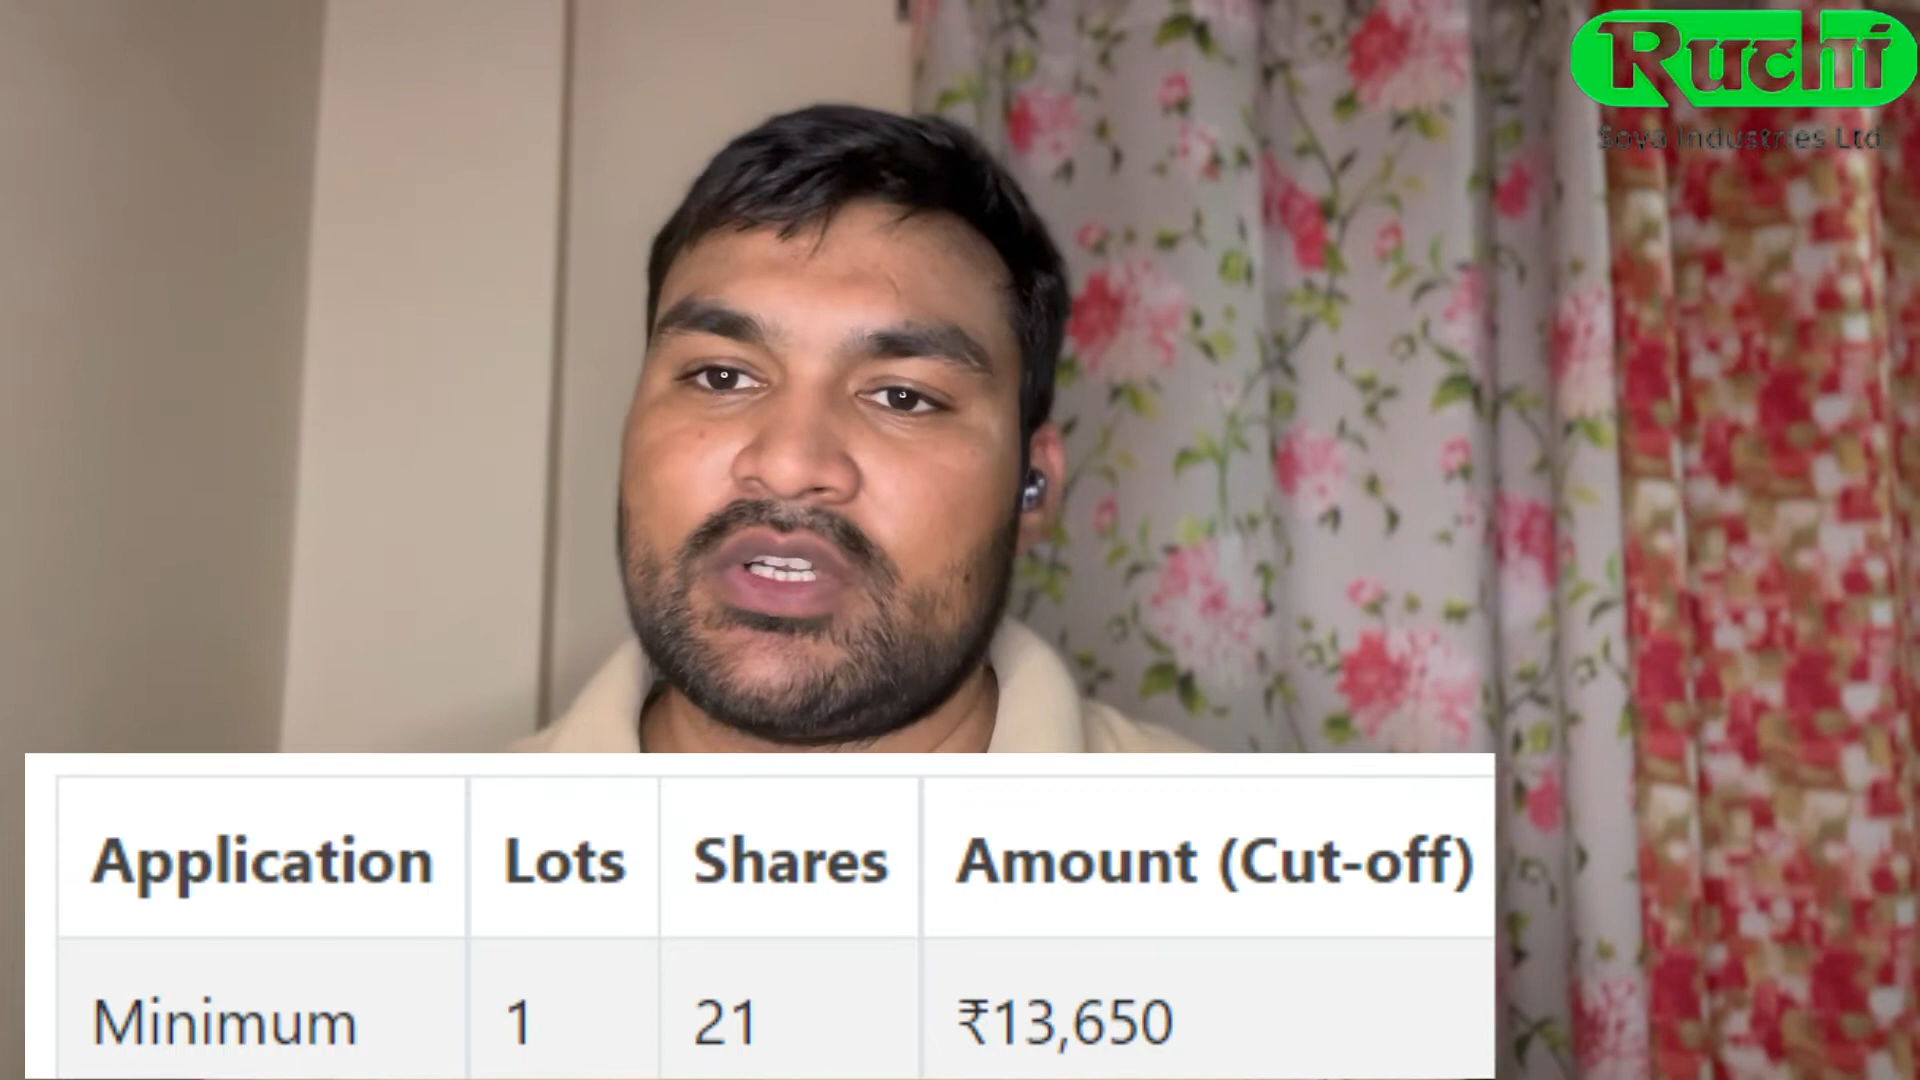 Ruchi
Soya Industries Ltd.
Application Lots Shares Amount (Cut-off)
Minimum 1 21 ₹13,650